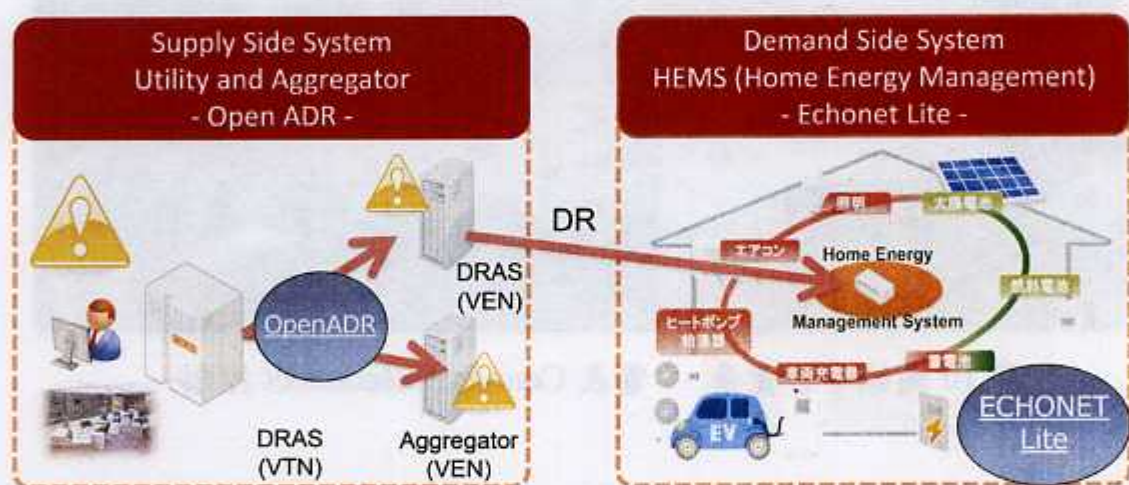 Supply Side System
Utility and Aggregator
- Open ADR -
Demand Side System
HEMS (Home Energy Management)
- Echonet Lite -
DR
DRAS
(VEN)
OpenADR
DRAS
(VTN)
Aggregator
(VEN)
照明
太陽電池
エアコン
Home Energy
Management System
燃料電池
ヒートポンプ
給湯器
車両充電器
蓄電池
EV
ECHONET
Lite